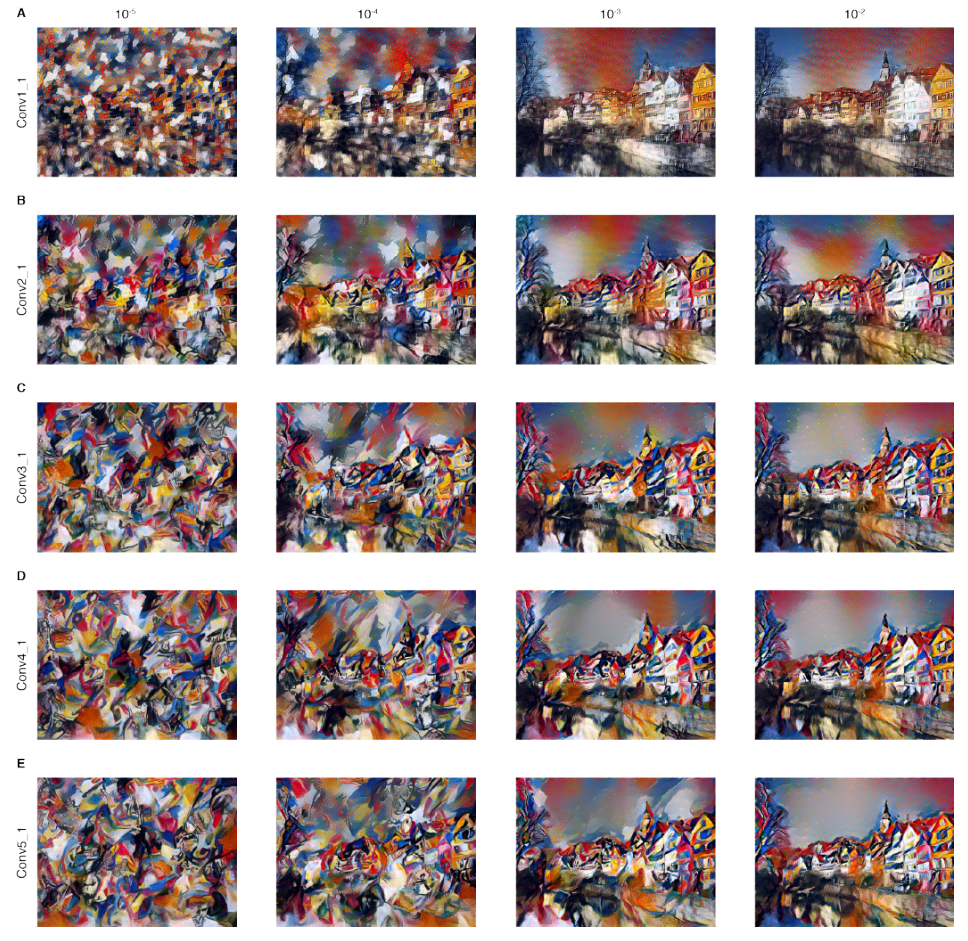 A 10⁻⁵ 10⁻⁴ 10⁻³ 10⁻²
Conv1_1
B
Conv2_1
C
Conv3_1
D
Conv4_1
E
Conv5_1